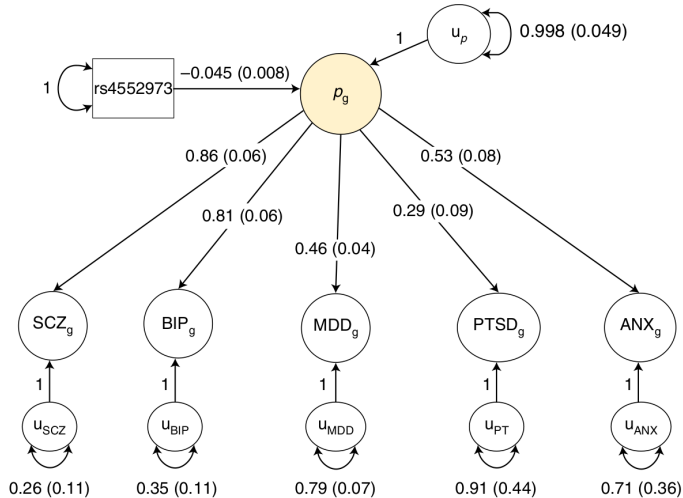 1
u_p
0.998 (0.049)
1
rs4552973
−0.045 (0.008)
p_g
0.86 (0.06)
0.53 (0.08)
0.81 (0.06)
0.29 (0.09)
0.46 (0.04)
SCZ_g
BIP_g
MDD_g
PTSD_g
ANX_g
1
1
1
1
1
u_SCZ
u_BIP
u_MDD
u_PT
u_ANX
0.26 (0.11)
0.35 (0.11)
0.79 (0.07)
0.91 (0.44)
0.71 (0.36)